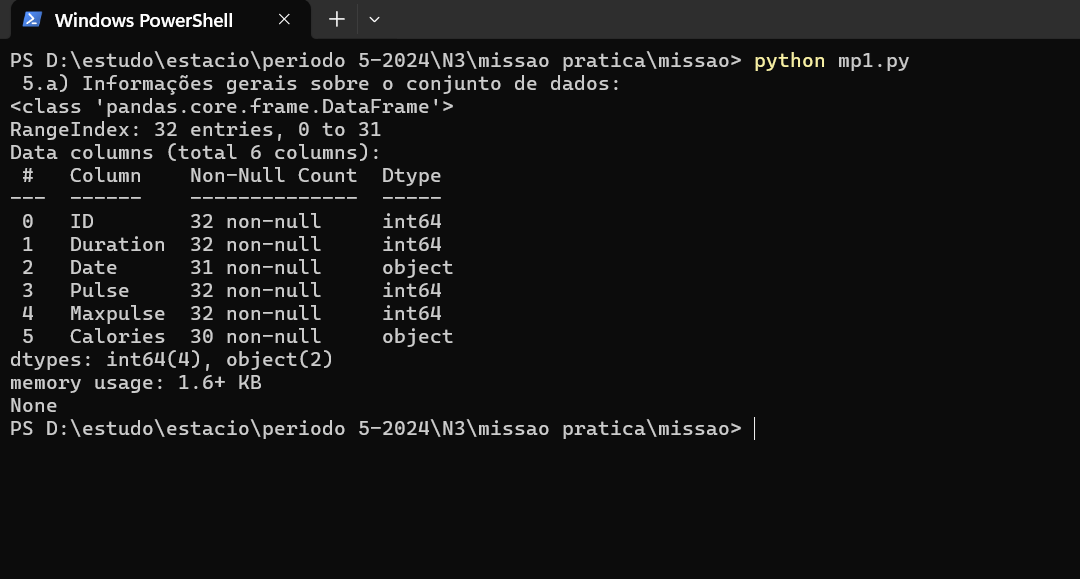 Windows PowerShell
PS D:\estudo\estacio\periodo 5-2024\N3\missao pratica\missao> python mp1.py
 5.a) Informações gerais sobre o conjunto de dados:
<class 'pandas.core.frame.DataFrame'>
RangeIndex: 32 entries, 0 to 31
Data columns (total 6 columns):
 #   Column    Non-Null Count  Dtype
---  ------    --------------  -----
 0   ID        32 non-null     int64
 1   Duration  32 non-null     int64
 2   Date      31 non-null     object
 3   Pulse     32 non-null     int64
 4   Maxpulse  32 non-null     int64
 5   Calories  30 non-null     object
dtypes: int64(4), object(2)
memory usage: 1.6+ KB
None
PS D:\estudo\estacio\periodo 5-2024\N3\missao pratica\missao>